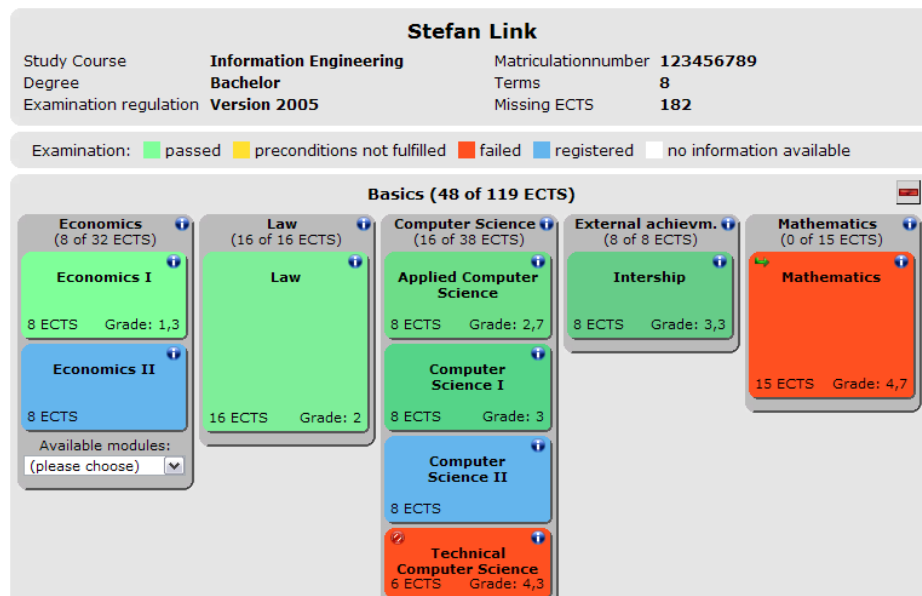 Stefan Link
Study Course Information Engineering Matriculationnumber 123456789
Degree Bachelor Terms 8
Examination regulation Version 2005 Missing ECTS 182
Examination: passed preconditions not fulfilled failed registered no information available
Basics (48 of 119 ECTS)
Economics
(8 of 32 ECTS)
Economics I
8 ECTS Grade: 1,3
Economics II
8 ECTS
Available modules:
(please choose)
Law
(16 of 16 ECTS)
Law
16 ECTS Grade: 2
Computer Science
(16 of 38 ECTS)
Applied Computer
Science
8 ECTS Grade: 2,7
Computer
Science I
8 ECTS Grade: 3
Computer
Science II
8 ECTS
Technical
Computer Science
6 ECTS Grade: 4,3
External achievm.
(8 of 8 ECTS)
Intership
8 ECTS Grade: 3,3
Mathematics
(0 of 15 ECTS)
Mathematics
15 ECTS Grade: 4,7